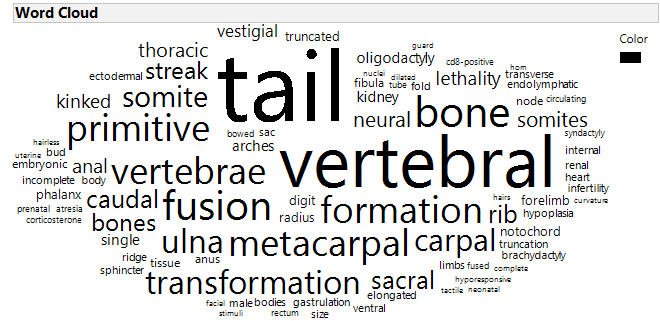 Word Cloud
vestigial truncated
Color
thoracic
guard
oligodactyly cd8-positive hom
ectodermal streak
tail
nuclei dilated lethality transverse
fibula tube fold endolymphatic
kinked somite
kidney
bone
node circulating
primitive
neural
somites
hairless
bowed sac
syndactyly
uterine bud
arches
vertebral
internal
embryonic anal vertebrae
renal
incomplete body
heart
phalanx caudal
infertility
fusion
digit formation
hairs forelimb curvature
prenatal atresia
rib
corticosterone bones
radius
hypoplasia
single
ulna metacarpal carpal
notochord
truncation
ridge
brachydactyly
sphincter tissue anus
limbs fused complete
transformation sacral
hyporesponsive
tactile neonatal
elongated
facial male bodies gastrulation
ventral
stimuli rectum size